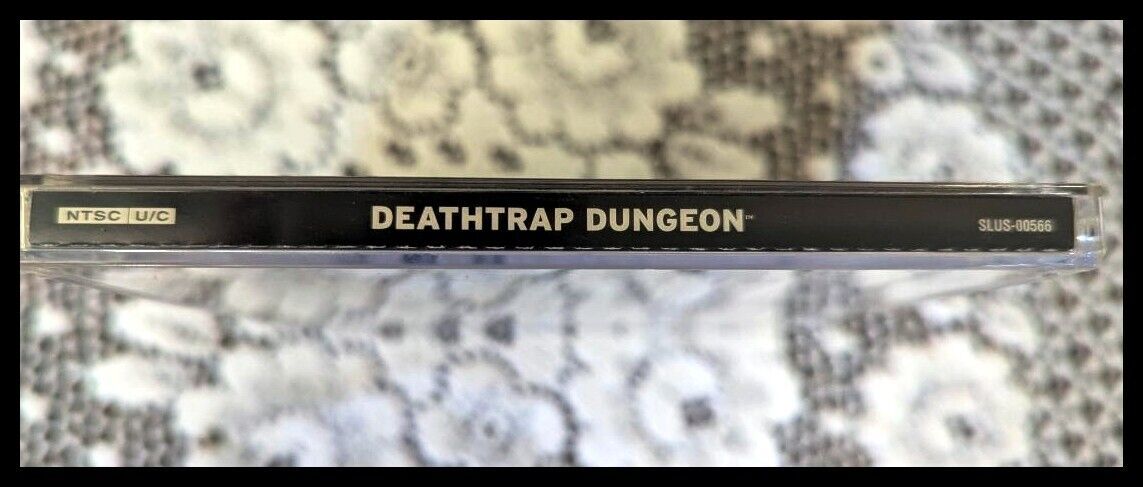 NTSC U/C DEATHTRAP DUNGEON™ SLUS-00566